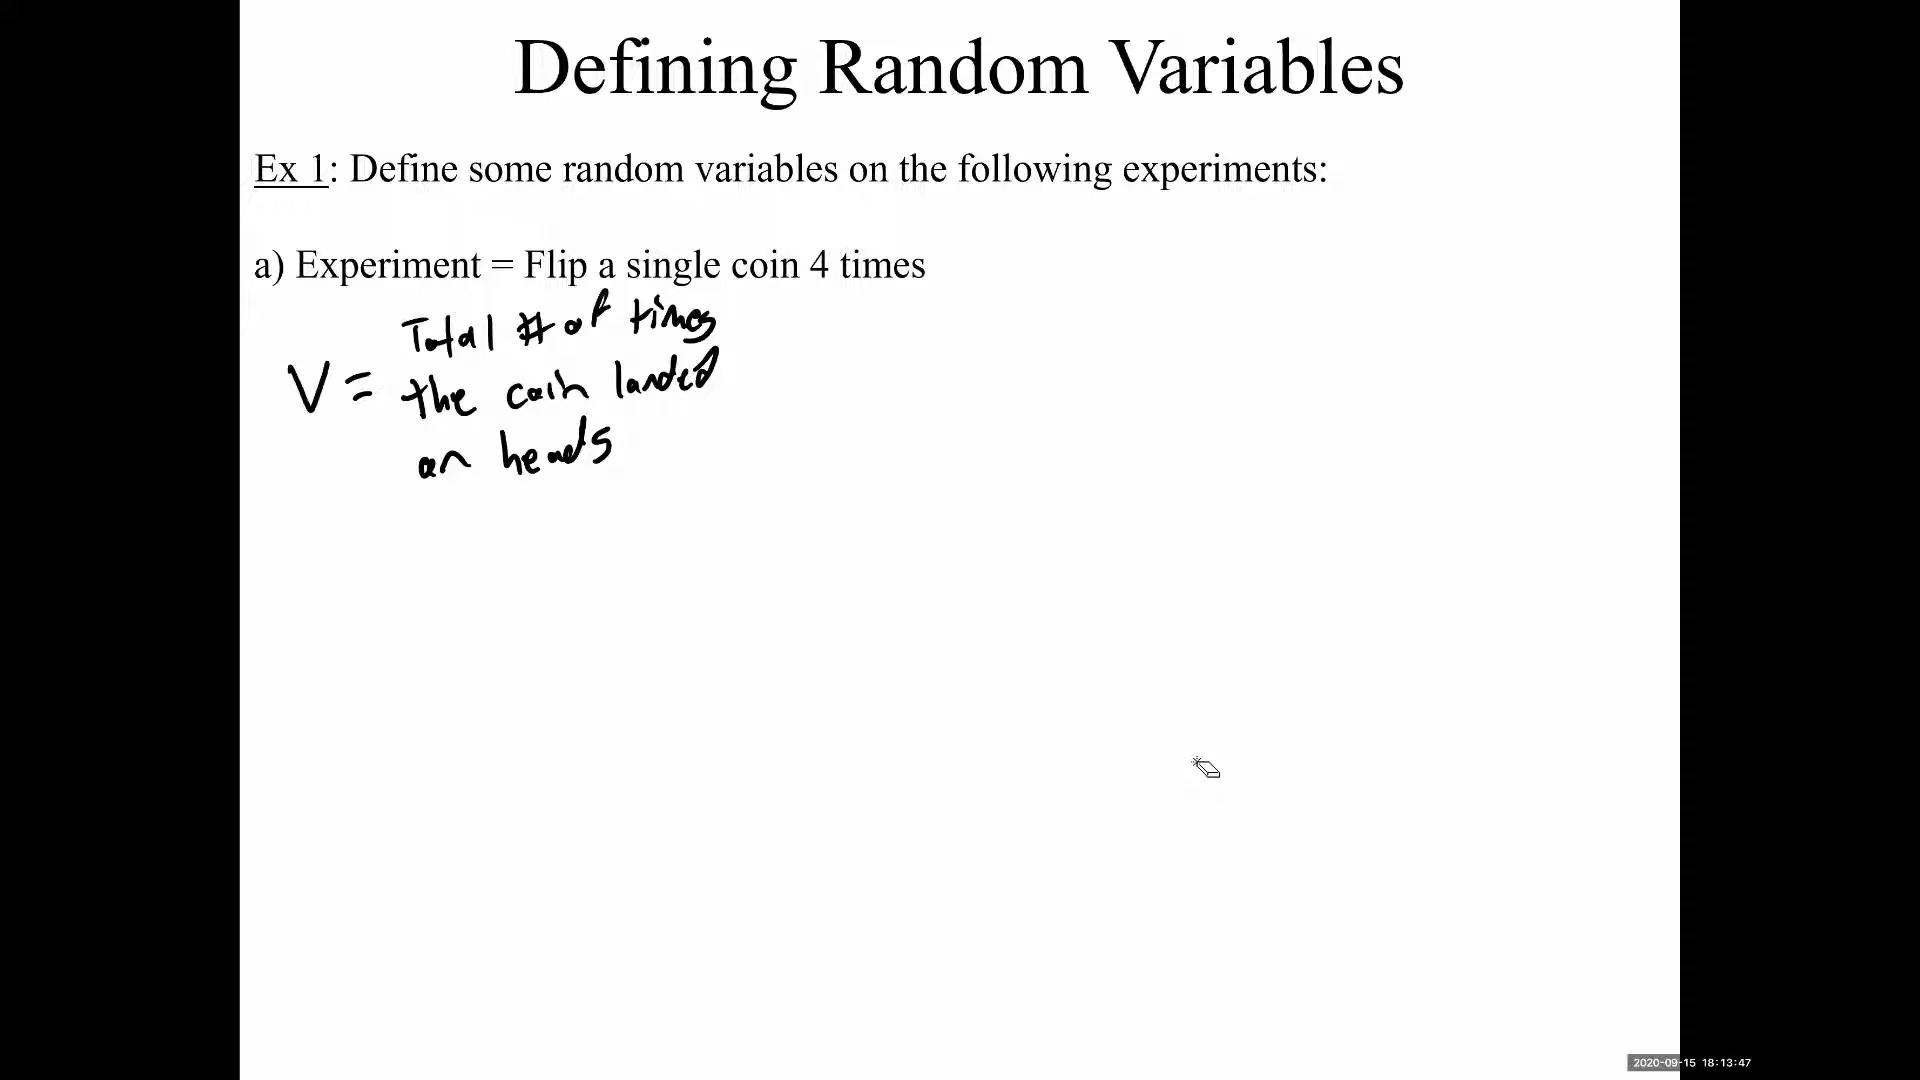 Defining Random Variables
Ex 1: Define some random variables on the following experiments:
a) Experiment = Flip a single coin 4 times
Total # of times
V = the coin landed
on heads
2020-09-15 18:13:47